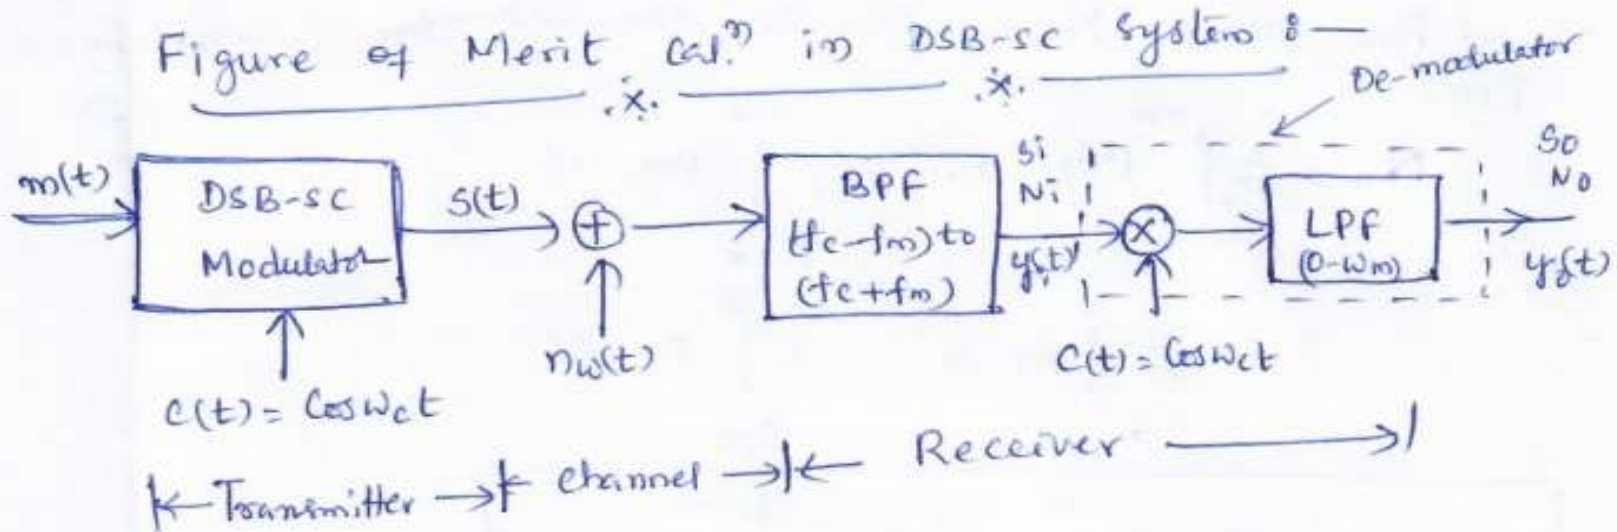 Figure of Merit Cal.n in DSB-SC System :—
De-modulator
m(t)
DSB-SC
Modulator
S(t)
+
nω(t)
C(t) = Cosωct
BPF
(fc-fm) to
(fc+fm)
Si
Ni
yi(t)
×
C(t) = Cosωct
LPF
(0-ωm)
So
No
yo(t)
Transmitter
channel
Receiver